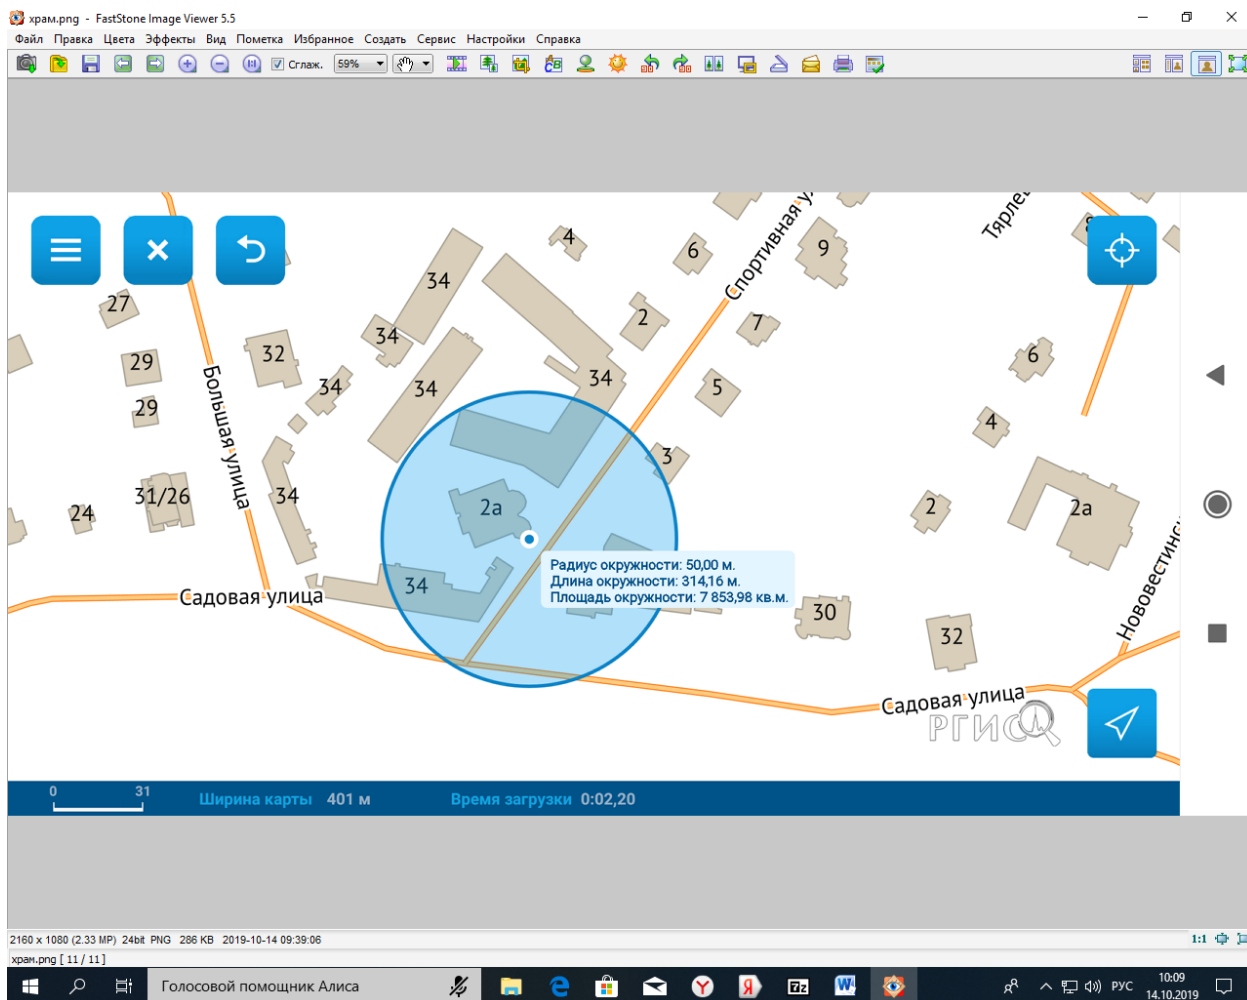 храм.png - FastStone Image Viewer 5.5
Файл Правка Цвета Эффекты Вид Пометка Избранное Создать Сервис Настройки Справка
Сглаж. 59%
4
6
9
Спортивная у
Тярлев
8
34
27
2
7
34
32
29
6
34
34
34
5
29
4
Большая улица
3
31/26
34
2а
24
2
2а
Радиус окружности: 50,00 м.
Длина окружности: 314,16 м.
Площадь окружности: 7 853,98 кв.м.
34
Садовая улица
30
32
Нововестинс
Садовая улица
РГИС
0 31
Ширина карты 401 м Время загрузки 0:02,20
2160 x 1080 (2.33 MP) 24bit PNG 286 KB 2019-10-14 09:39:06
1:1
храм.png [ 11 / 11 ]
Голосовой помощник Алиса
РУС
10:09
14.10.2019